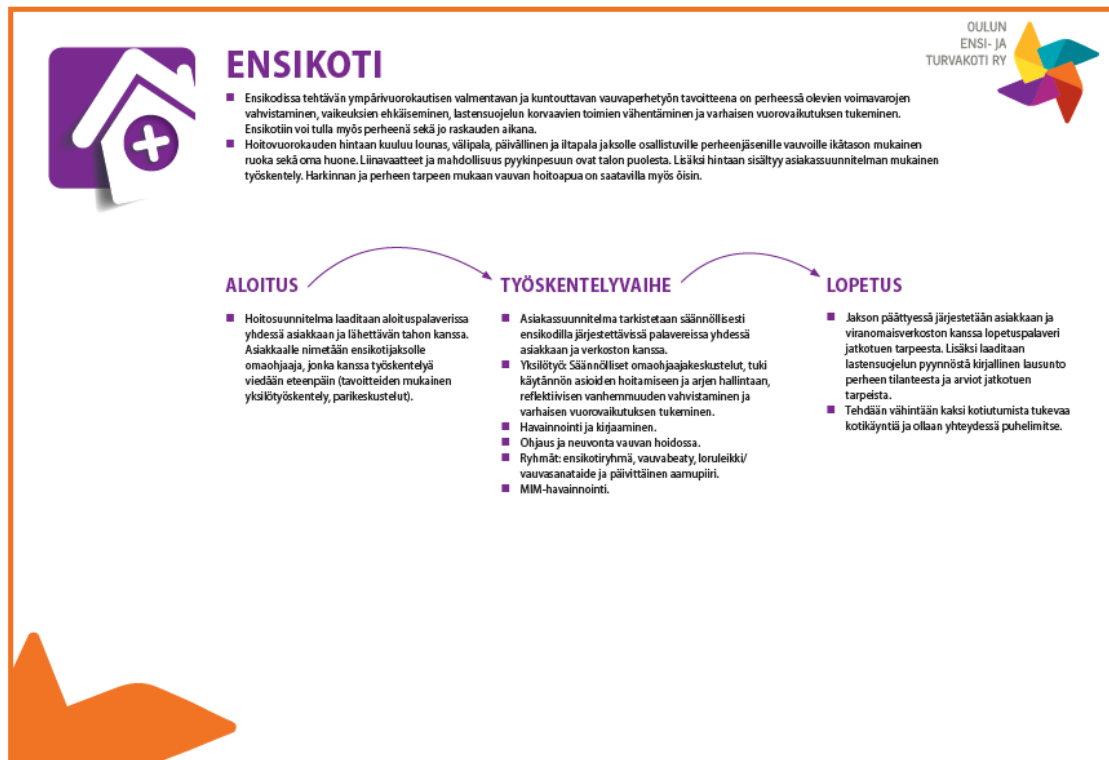 OULUN
ENSI- JA
TURVAKOTI RY
ENSIKOTI
Ensikodissa tehtävän ympärivuorokautisen valmentavan ja kuntouttavan vauvaperhetyön tavoitteena on perheessä olevien voimavarojen
vahvistaminen, vaikeuksien ehkäiseminen, lastensuojelun korvaavien toimien vähentäminen ja varhaisen vuorovaikutuksen tukeminen.
Ensikotiin voi tulla myös perheenä sekä jo raskauden aikana.
Hoitovuorokauden hintaan kuuluu lounas, välipala, päivällinen ja iltapala jaksolle osallistuville perheenjäsenille vauvoille ikätason mukainen
ruoka sekä oma huone. Liinavaatteet ja mahdollisuus pyykinpesuun ovat talon puolesta. Lisäksi hintaan sisältyy asiakassuunnitelman mukainen
työskentely. Harkinnan ja perheen tarpeen mukaan vauvan hoitoapua on saatavilla myös öisin.
ALOITUS
Hoitosuunnitelma laaditaan aloituspalaverissa
yhdessä asiakkaan ja lähettävän tahon kanssa.
Asiakkaalle nimetään ensikotijaksolle
omaohjaaja, jonka kanssa työskentelyä
viedään eteenpäin (tavoitteiden mukainen
yksilötyöskentely, parikeskustelut).
TYÖSKENTELYVAIHE
Asiakassuunnitelma tarkistetaan säännöllisesti
ensikodilla järjestettävissä palavereissa yhdessä
asiakkaan ja verkoston kanssa.
Yksilötyö: Säännölliset omaohjaajakeskustelut, tuki
käytännön asioiden hoitamiseen ja arjen hallintaan,
reflektiivisen vanhemmuuden vahvistaminen ja
varhaisen vuorovaikutuksen tukeminen.
Havainnointi ja kirjaaminen.
Ohjaus ja neuvonta vauvan hoidossa.
Ryhmät: ensikotiryhmä, vauvabeaty, loruleikki/
vauvasanataide ja päivittäinen aamupiiri.
MIM-havainnointi.
LOPETUS
Jakson päättyessä järjestetään asiakkaan ja
viranomaisverkoston kanssa lopetuspalaveri
jatkotuen tarpeesta. Lisäksi laaditaan
lastensuojelun pyynnöstä kirjallinen lausunto
perheen tilanteesta ja arviot jatkotuen
tarpeista.
Tehdään vähintään kaksi kotiutumista tukevaa
kotikäyntiä ja ollaan yhteydessä puhelimitse.